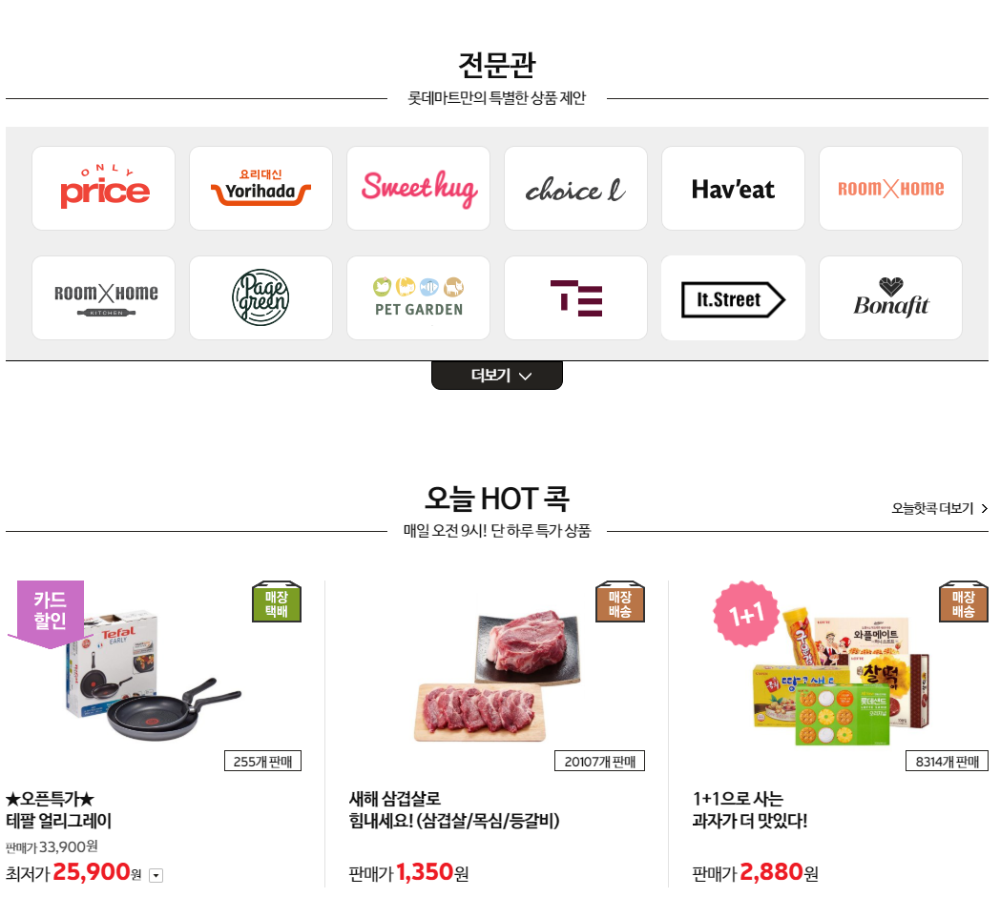 전문관
롯데마트만의 특별한 상품 제안
ONLY
price
요리대신
Yorihada
Sweet hug
choice l
Hav'eat
ROOM X HOME
ROOM X HOME
KITCHEN
Page
green
PET GARDEN
TE
It.Street
Bonafit
더보기
오늘 HOT 콕
매일 오전 9시! 단 하루 특가 상품
오늘핫콕 더보기
카드
할인
매장
택배
Tefal
EARLY
255개 판매
★오픈특가★
테팔 얼리그레이
판매가 33,900원
최저가 25,900원
매장
배송
20107개 판매
새해 삼겹살로
힘내세요! (삼겹살/목심/등갈비)
판매가 1,350원
1+1
매장
배송
와플메이트
찰떡
롯데샌드
8314개 판매
1+1으로 사는
과자가 더 맛있다!
판매가 2,880원